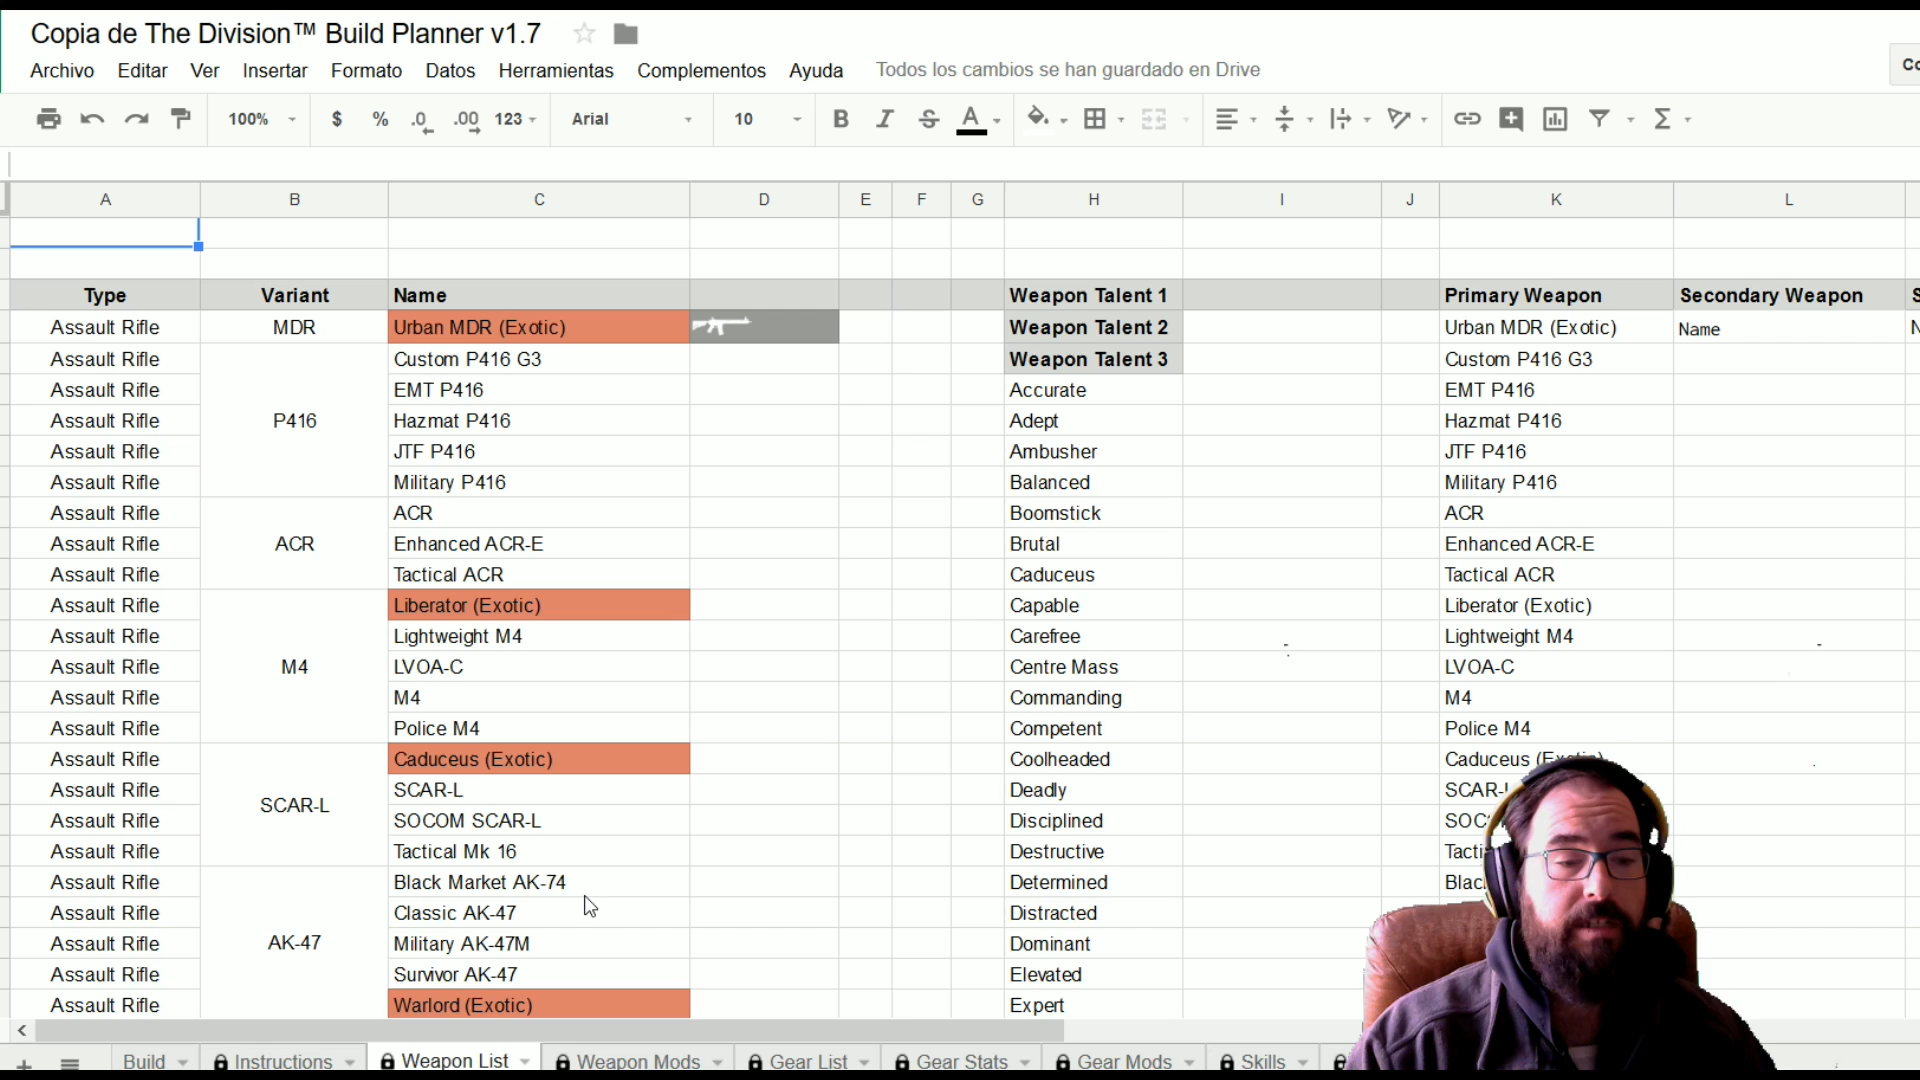 Copia de The Division™ Build Planner v1.7
Archivo Editar Ver Insertar Formato Datos Herramientas Complementos Ayuda Todos los cambios se han guardado en Drive
100% $ % .0 .00 123 Arial 10 B I S A
A B C D E F G H I J K L
Type Variant Name Weapon Talent 1 Primary Weapon Secondary Weapon
Assault Rifle MDR Urban MDR (Exotic) Weapon Talent 2 Urban MDR (Exotic) Name
Assault Rifle Custom P416 G3 Weapon Talent 3 Custom P416 G3
Assault Rifle EMT P416 Accurate EMT P416
Assault Rifle P416 Hazmat P416 Adept Hazmat P416
Assault Rifle JTF P416 Ambusher JTF P416
Assault Rifle Military P416 Balanced Military P416
Assault Rifle ACR Boomstick ACR
Assault Rifle ACR Enhanced ACR-E Brutal Enhanced ACR-E
Assault Rifle Tactical ACR Caduceus Tactical ACR
Assault Rifle Liberator (Exotic) Capable Liberator (Exotic)
Assault Rifle Lightweight M4 Carefree Lightweight M4
Assault Rifle M4 LVOA-C Centre Mass LVOA-C
Assault Rifle M4 Commanding M4
Assault Rifle Police M4 Competent Police M4
Assault Rifle Caduceus (Exotic) Coolheaded Caduceus
Assault Rifle SCAR-L Deadly
Assault Rifle SCAR-L SOCOM SCAR-L Disciplined
Assault Rifle Tactical Mk 16 Destructive
Assault Rifle Black Market AK-74 Determined
Assault Rifle Classic AK-47 Distracted
Assault Rifle AK-47 Military AK-47M Dominant
Assault Rifle Survivor AK-47 Elevated
Assault Rifle Warlord (Exotic) Expert
Build Instructions Weapon List Weapon Mods Gear List Gear Stats Gear Mods Skills